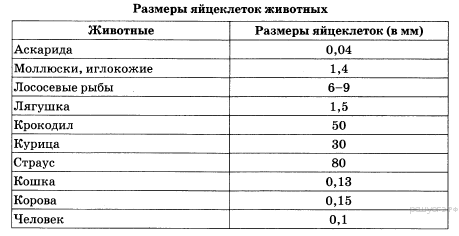 Размеры яйцеклеток животных
Животные Размеры яйцеклеток (в мм)
Аскарида 0,04
Моллюски, иглокожие 1,4
Лососевые рыбы 6–9
Лягушка 1,5
Крокодил 50
Курица 30
Страус 80
Кошка 0,13
Корова 0,15
Человек 0,1